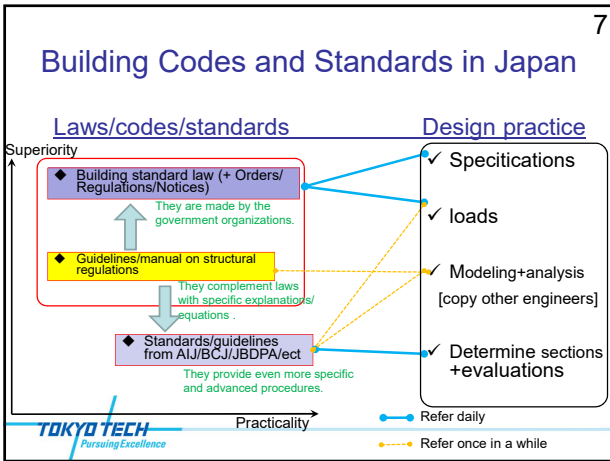 7
Building Codes and Standards in Japan
Laws/codes/standards
Design practice
Superiority
◆ Building standard law (+ Orders/
Regulations/Notices)
They are made by the
government organizations.
◆ Guidelines/manual on structural
regulations
They complement laws
with specific explanations/
equations .
◆ Standards/guidelines
from AIJ/BCJ/JBDPA/ect
They provide even more specific
and advanced procedures.
✓ Specitications
✓ loads
✓ Modeling+analysis
[copy other engineers]
✓ Determine sections
+evaluations
Practicality
Refer daily
Refer once in a while
TOKYO TECH
Pursuing Excellence